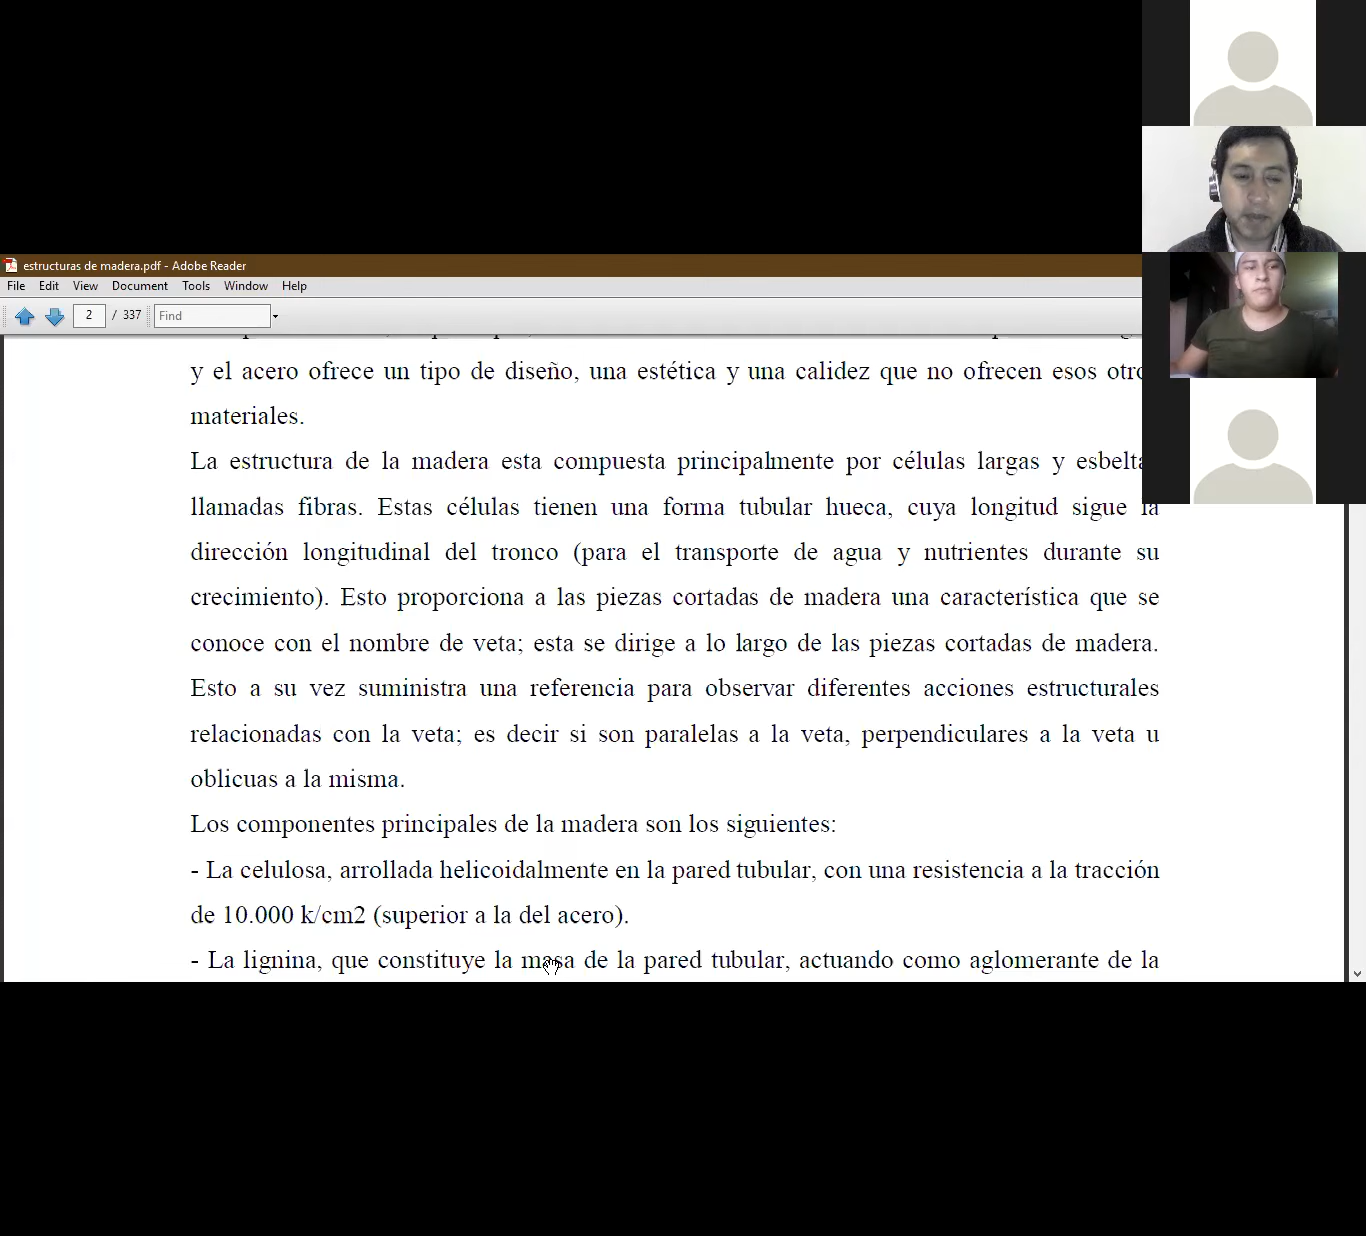 estructuras de madera.pdf - Adobe Reader
File Edit View Document Tools Window Help
2 / 337 Find
y el acero ofrece un tipo de diseño, una estética y una calidez que no ofrecen esos
materiales.
La estructura de la madera esta compuesta principalmente por células largas y
llamadas fibras. Estas células tienen una forma tubular hueca, cuya longitud sigue la
dirección longitudinal del tronco (para el transporte de agua y nutrientes durante su
crecimiento). Esto proporciona a las piezas cortadas de madera una característica que se
conoce con el nombre de veta; esta se dirige a lo largo de las piezas cortadas de madera.
Esto a su vez suministra una referencia para observar diferentes acciones estructurales
relacionadas con la veta; es decir si son paralelas a la veta, perpendiculares a la veta u
oblicuas a la misma.
Los componentes principales de la madera son los siguientes:
- La celulosa, arrollada helicoidalmente en la pared tubular, con una resistencia a la tracción
de 10.000 k/cm2 (superior a la del acero).
- La lignina, que constituye la masa de la pared tubular, actuando como aglomerante de la